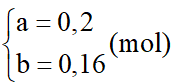 a = 0,2
b = 0,16 (mol)